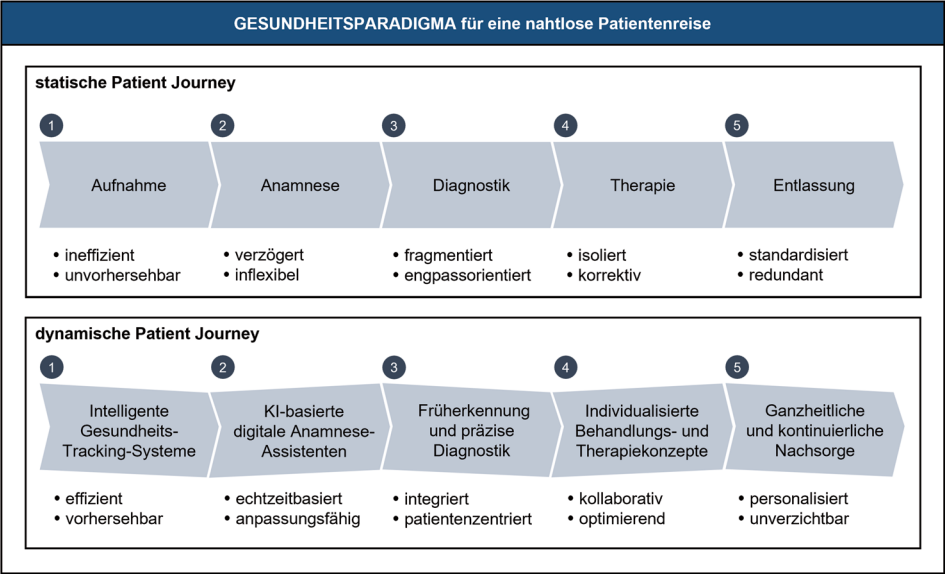 GESUNDHEITSPARADIGMA für eine nahtlose Patientenreise
statische Patient Journey
1
2
3
4
5
Aufnahme
Anamnese
Diagnostik
Therapie
Entlassung
• ineffizient
• unvorhersehbar
• verzögert
• inflexibel
• fragmentiert
• engpassorientiert
• isoliert
• korrektiv
• standardisiert
• redundant
dynamische Patient Journey
1
2
3
4
5
Intelligente
Gesundheits-
Tracking-Systeme
KI-basierte
digitale Anamnese-
Assistenten
Früherkennung
und präzise
Diagnostik
Individualisierte
Behandlungs- und
Therapiekonzepte
Ganzheitliche
und kontinuierliche
Nachsorge
• effizient
• vorhersehbar
• echtzeitbasiert
• anpassungsfähig
• integriert
• patientenzentriert
• kollaborativ
• optimierend
• personalisiert
• unverzichtbar